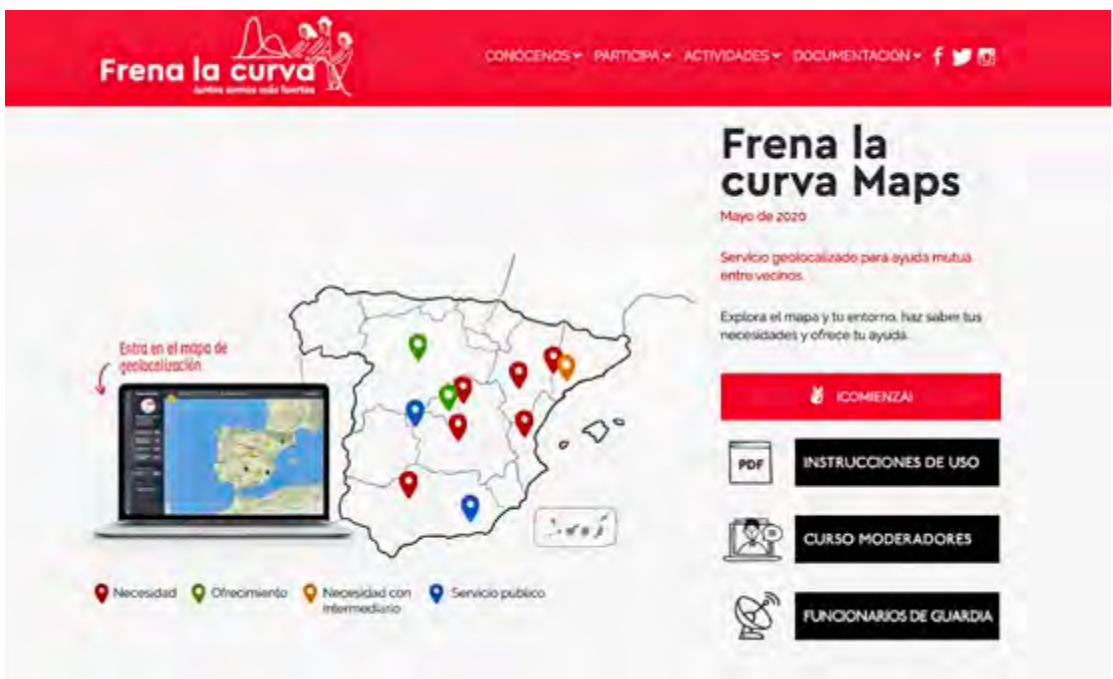 Frena la curva
Juntos somos más fuertes
CONÓCENOS PARTICIPA ACTIVIDADES DOCUMENTACIÓN
Frena la
curva Maps
Mayo de 2020
Servicio geolocalizado para ayuda mutua
entre vecinos.
Explora el mapa y tu entorno, haz saber tus
necesidades y ofrece tu ayuda.
Entra en el mapa de
geolocalización
¡COMIENZA!
PDF
INSTRUCCIONES DE USO
CURSO MODERADORES
FUNCIONARIOS DE GUARDIA
Necesidad Ofrecimiento Necesidad con Servicio público
Intermediario